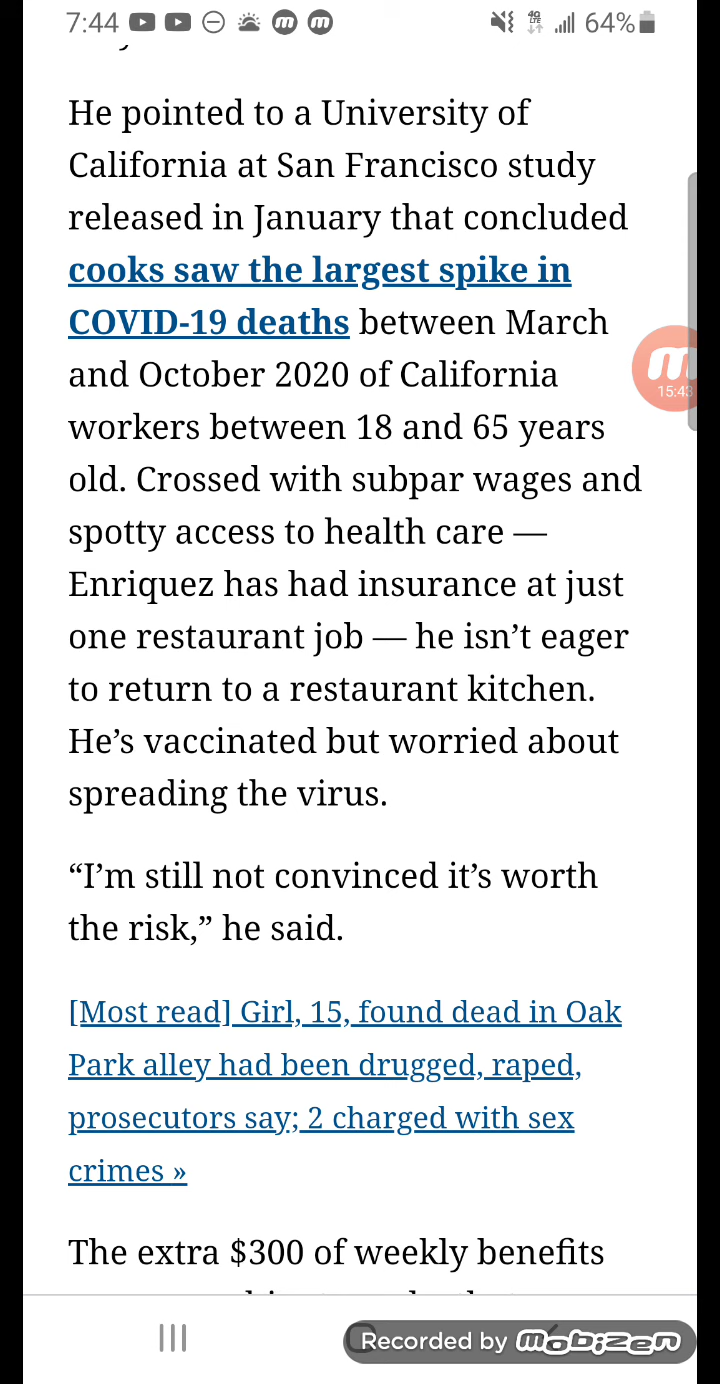 7:44
64%
He pointed to a University of
California at San Francisco study
released in January that concluded
cooks saw the largest spike in
COVID-19 deaths between March
and October 2020 of California
15:43
workers between 18 and 65 years
old. Crossed with subpar wages and
spotty access to health care —
Enriquez has had insurance at just
one restaurant job — he isn’t eager
to return to a restaurant kitchen.
He’s vaccinated but worried about
spreading the virus.
“I’m still not convinced it’s worth
the risk,” he said.
[Most read] Girl, 15, found dead in Oak
Park alley had been drugged, raped,
prosecutors say; 2 charged with sex
crimes »
The extra $300 of weekly benefits
Recorded by mobizen